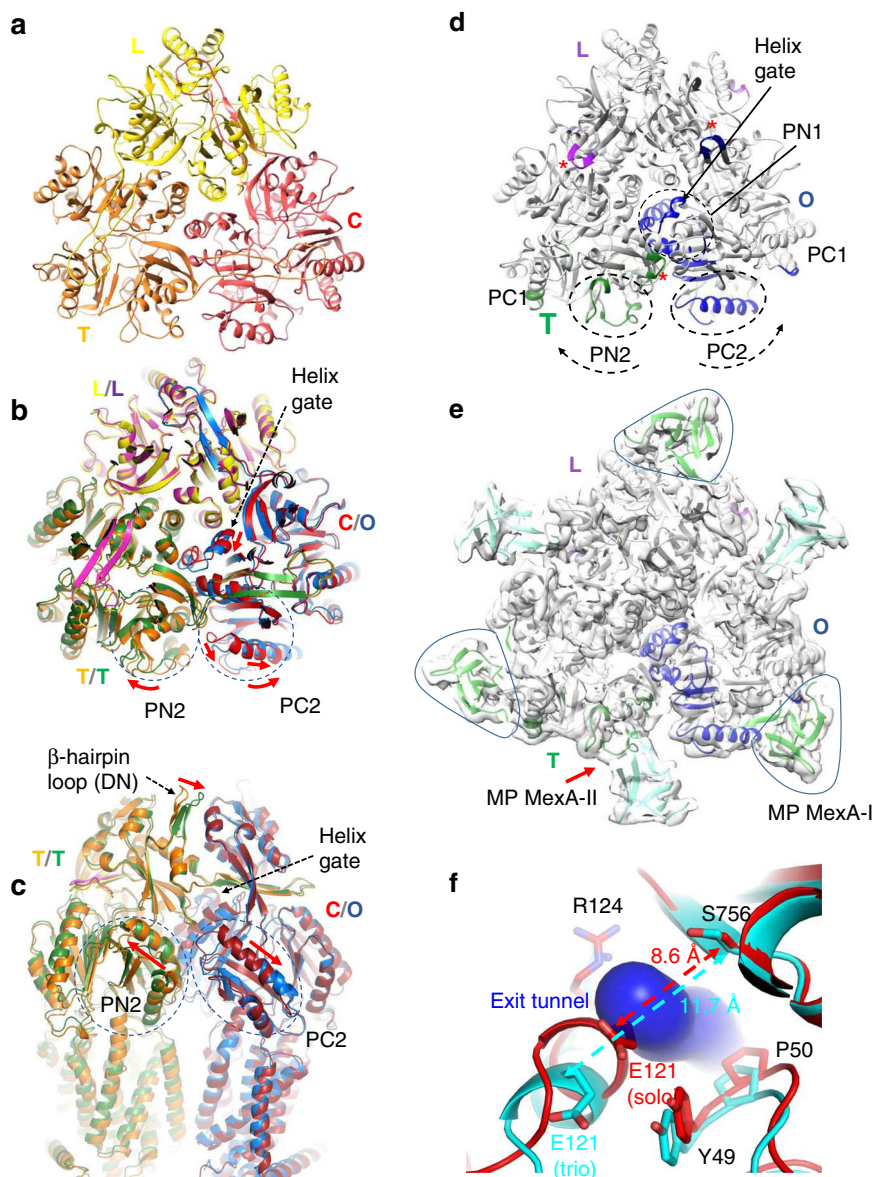 a
L
C
T
b
L/L
Helix
gate
C/O
T/T
PN2
PC2
c
β-hairpin
loop (DN)
T/T
Helix
gate
C/O
PN2
PC2
d
L
Helix
gate
*
PN1
*
O
*
PC1
PC1
T
PN2
PC2
e
L
O
T
MP MexA-II
MP MexA-I
f
R124
S756
8.6 Å
Exit tunnel
11.7 Å
P50
E121
(solo)
E121
(trio)
Y49